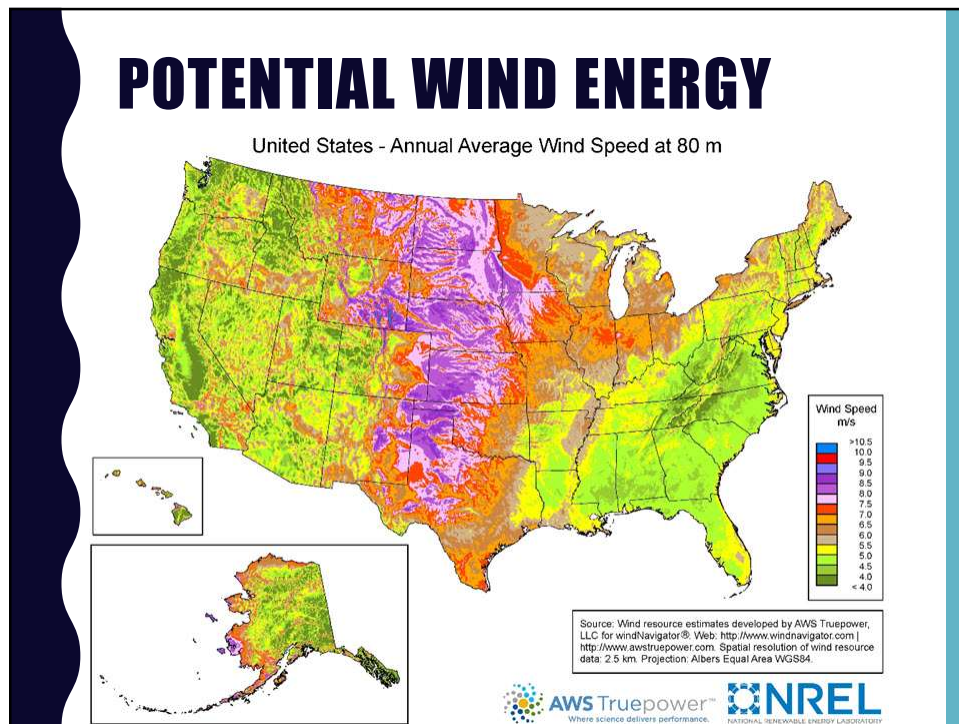 POTENTIAL WIND ENERGY
United States - Annual Average Wind Speed at 80 m
Wind Speed
m/s
>10.5
10.0
9.5
9.0
8.5
8.0
7.5
7.0
6.5
6.0
5.5
5.0
4.5
4.0
< 4.0
Source: Wind resource estimates developed by AWS Truepower,
LLC for windNavigator®. Web: http://www.windnavigator.com |
http://www.awstruepower.com. Spatial resolution of wind resource
data: 2.5 km. Projection: Albers Equal Area WGS84.
AWS Truepower™
Where science delivers performance.
NREL
NATIONAL RENEWABLE ENERGY LABORATORY